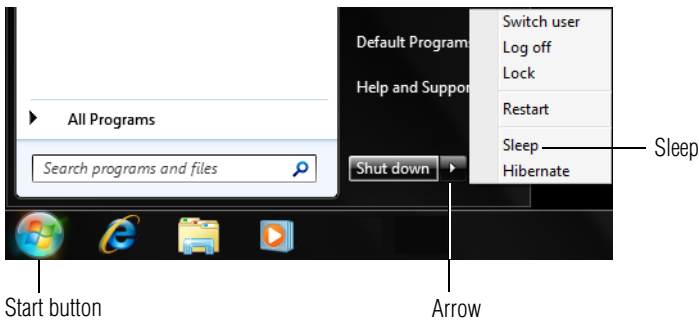 Switch user
Default Program
Log off
Lock
Help and Suppor
Restart
All Programs
Sleep
Sleep
Search programs and files
Shut down
Hibernate
Start button
Arrow